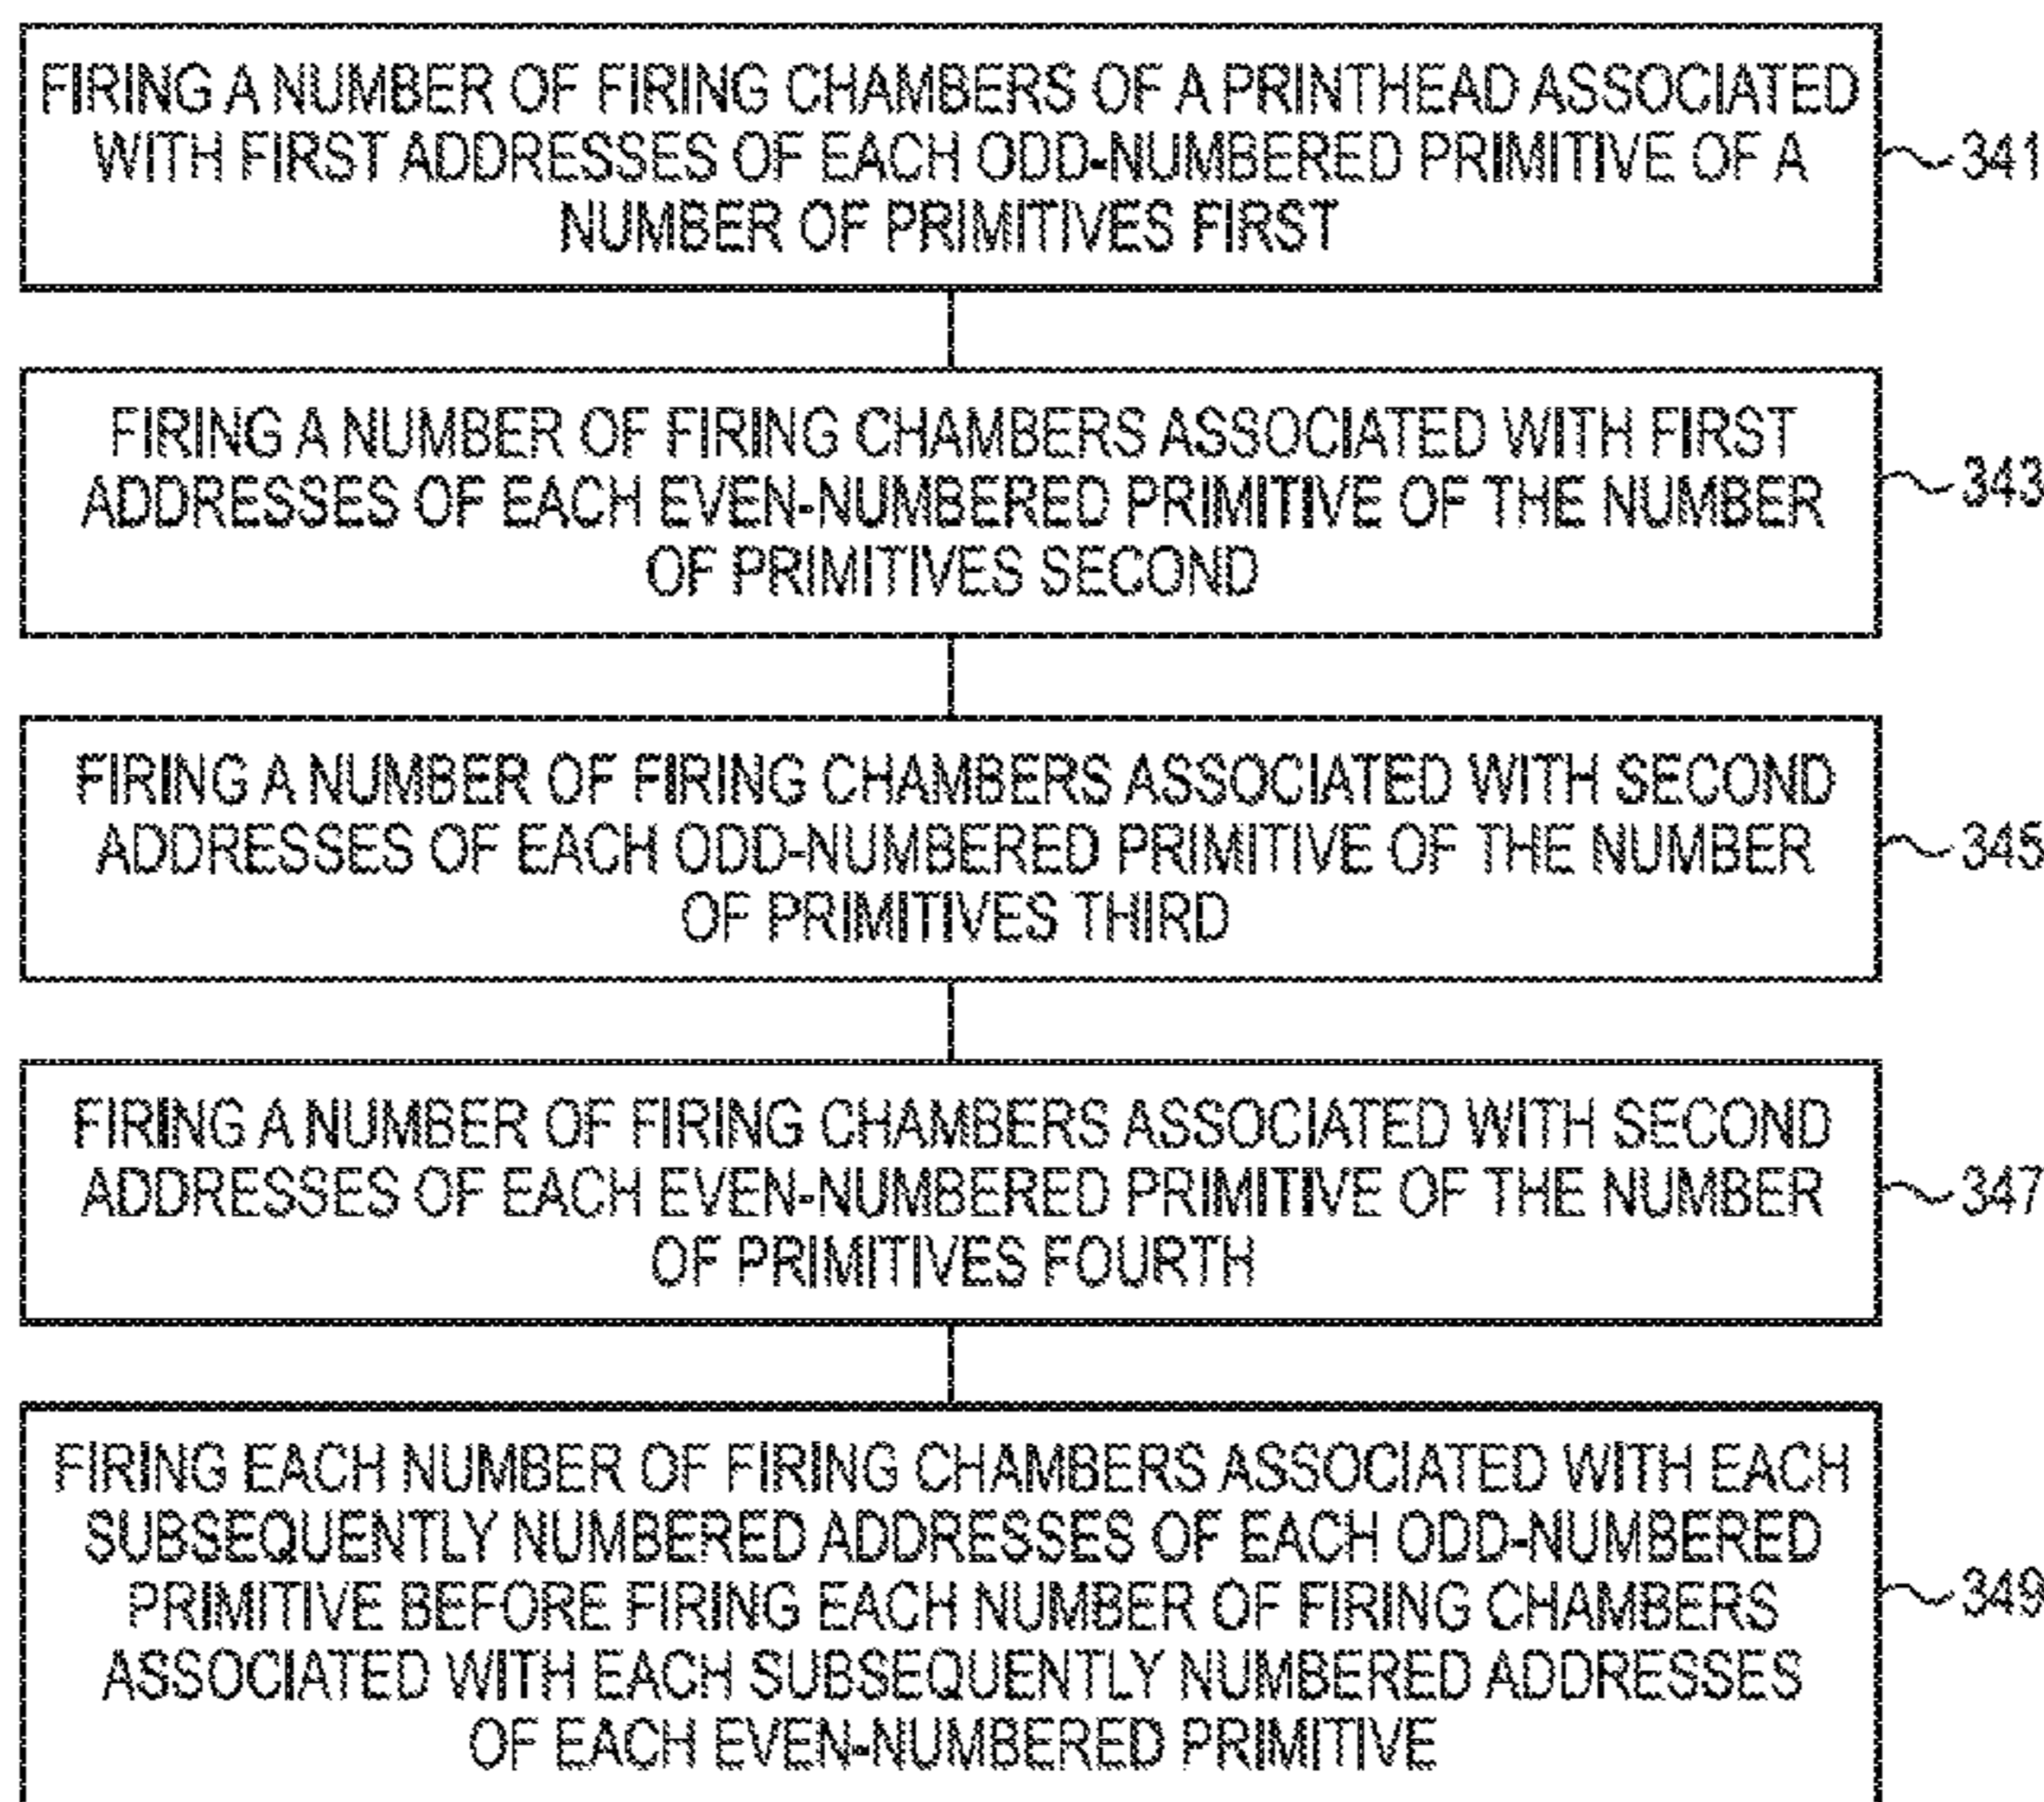 FIRING A NUMBER OF FIRING CHAMBERS OF A PRINTHEAD ASSOCIATED
WITH FIRST ADDRESSES OF EACH ODD-NUMBERED PRIMITIVE OF A
NUMBER OF PRIMITIVES FIRST
341
FIRING A NUMBER OF FIRING CHAMBERS ASSOCIATED WITH FIRST
ADDRESSES OF EACH EVEN-NUMBERED PRIMITIVE OF THE NUMBER
OF PRIMITIVES SECOND
343
FIRING A NUMBER OF FIRING CHAMBERS ASSOCIATED WITH SECOND
ADDRESSES OF EACH ODD-NUMBERED PRIMITIVE OF THE NUMBER
OF PRIMITIVES THIRD
345
FIRING A NUMBER OF FIRING CHAMBERS ASSOCIATED WITH SECOND
ADDRESSES OF EACH EVEN-NUMBERED PRIMITIVE OF THE NUMBER
OF PRIMITIVES FOURTH
347
FIRING EACH NUMBER OF FIRING CHAMBERS ASSOCIATED WITH EACH
SUBSEQUENTLY NUMBERED ADDRESSES OF EACH ODD-NUMBERED
PRIMITIVE BEFORE FIRING EACH NUMBER OF FIRING CHAMBERS
ASSOCIATED WITH EACH SUBSEQUENTLY NUMBERED ADDRESSES
OF EACH EVEN-NUMBERED PRIMITIVE
349